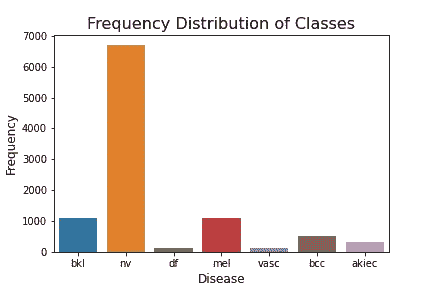 Frequency Distribution of Classes
7000
6000
5000
4000
3000
2000
1000
0
Frequency
bkl nv df mel vasc bcc akiec
Disease